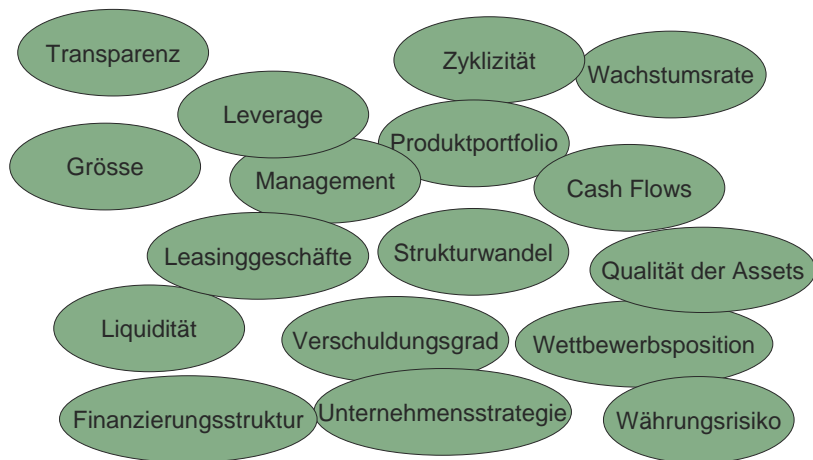 Transparenz
Zyklizität
Wachstumsrate
Leverage
Produktportfolio
Grösse
Management
Cash Flows
Leasinggeschäfte
Strukturwandel
Qualität der Assets
Liquidität
Verschuldungsgrad
Wettbewerbsposition
Finanzierungsstruktur
Unternehmensstrategie
Währungsrisiko